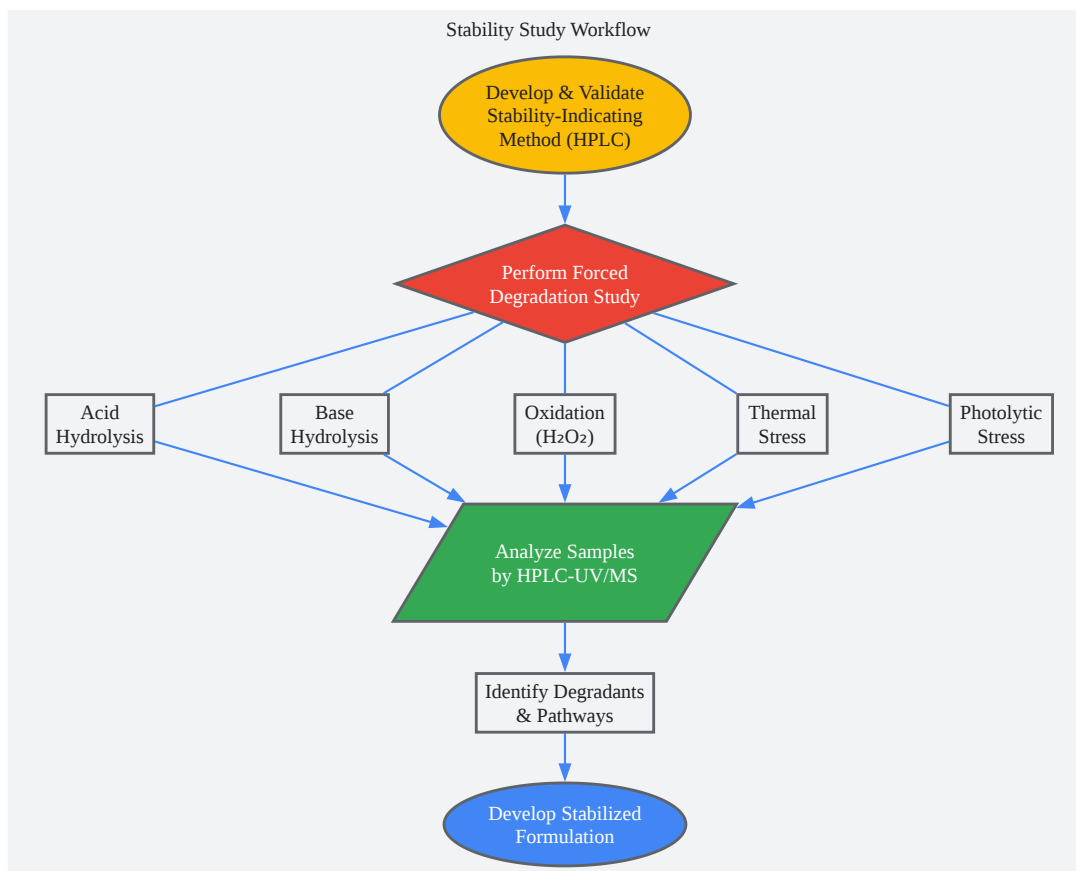 Stability Study Workflow
Develop & Validate
Stability-Indicating
Method (HPLC)
Perform Forced
Degradation Study
Acid
Hydrolysis
Base
Hydrolysis
Oxidation
(H₂O₂)
Thermal
Stress
Photolytic
Stress
Analyze Samples
by HPLC-UV/MS
Identify Degradants
& Pathways
Develop Stabilized
Formulation